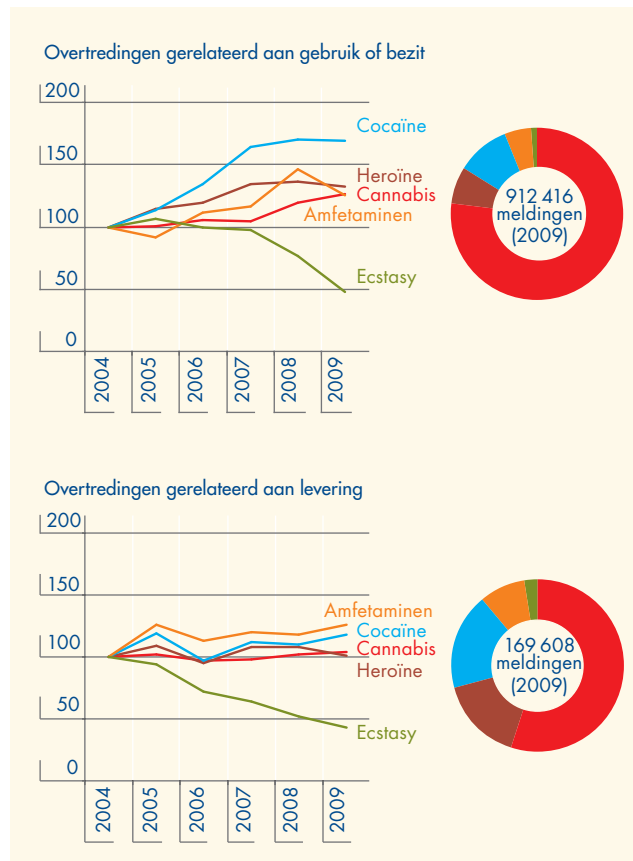 Overtredingen gerelateerd aan gebruik of bezit
200
150
100
50
0
Cocaïne
Heroïne
Cannabis
Amfetaminen
Ecstasy
2004
2005
2006
2007
2008
2009
912 416
meldingen
(2009)
Overtredingen gerelateerd aan levering
200
150
100
50
0
Amfetaminen
Cocaïne
Cannabis
Heroïne
Ecstasy
2004
2005
2006
2007
2008
2009
169 608
meldingen
(2009)